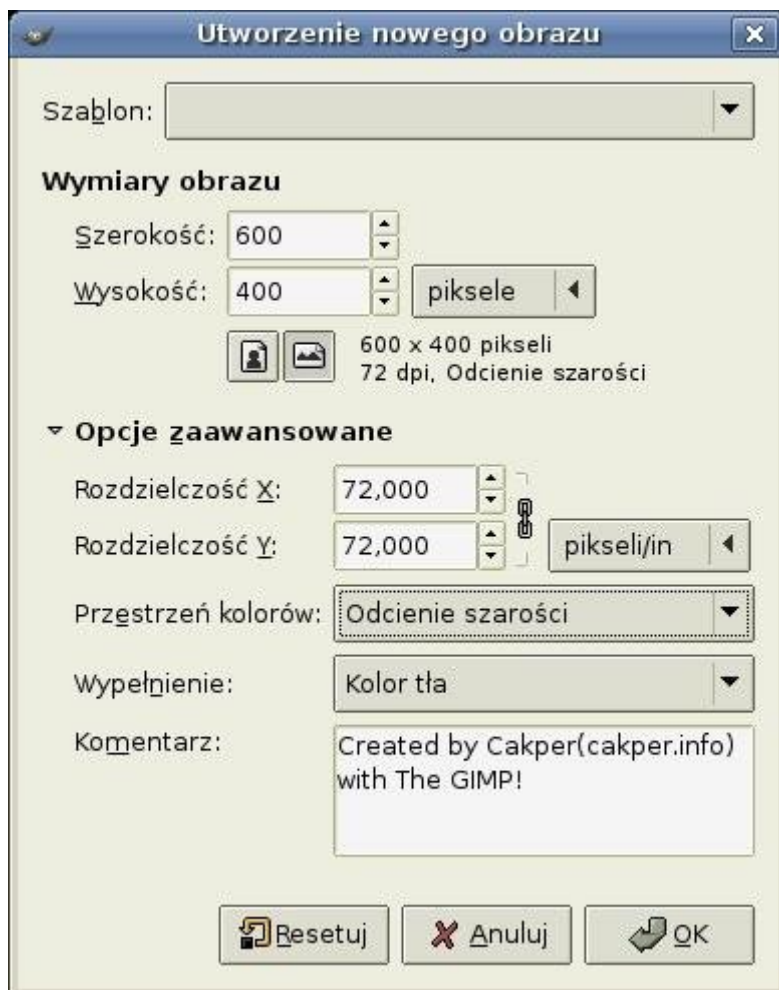 Utworzenie nowego obrazu
Szablon:
Wymiary obrazu
Szerokość: 600
Wysokość: 400 piksele
600 x 400 pikseli
72 dpi, Odcienie szarości
Opcje zaawansowane
Rozdzielczość X: 72,000
Rozdzielczość Y: 72,000 pikseli/in
Przestrzeń kolorów: Odcienie szarości
Wypełnienie: Kolor tła
Komentarz: Created by Cakper(cakper.info)
with The GIMP!
Resetuj Anuluj OK